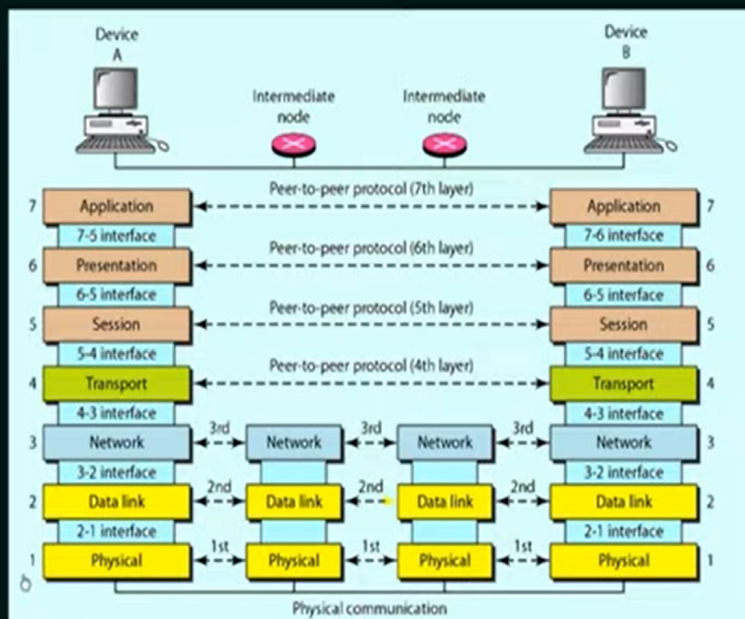 Device
A
Device
B
Intermediate
node
Intermediate
node
Peer-to-peer protocol (7th layer)
7 Application Application 7
7-6 interface 7-6 interface
Peer-to-peer protocol (6th layer)
6 Presentation Presentation 6
6-5 interface 6-5 interface
Peer-to-peer protocol (5th layer)
5 Session Session 5
5-4 interface 5-4 interface
Peer-to-peer protocol (4th layer)
4 Transport Transport 4
4-3 interface 4-3 interface
3rd 3rd 3rd
3 Network Network Network Network 3
3-2 interface 3-2 interface
2nd 2nd 2nd
2 Data link Data link Data link Data link 2
2-1 interface 2-1 interface
1st 1st 1st
1 Physical Physical Physical Physical 1
Physical communication